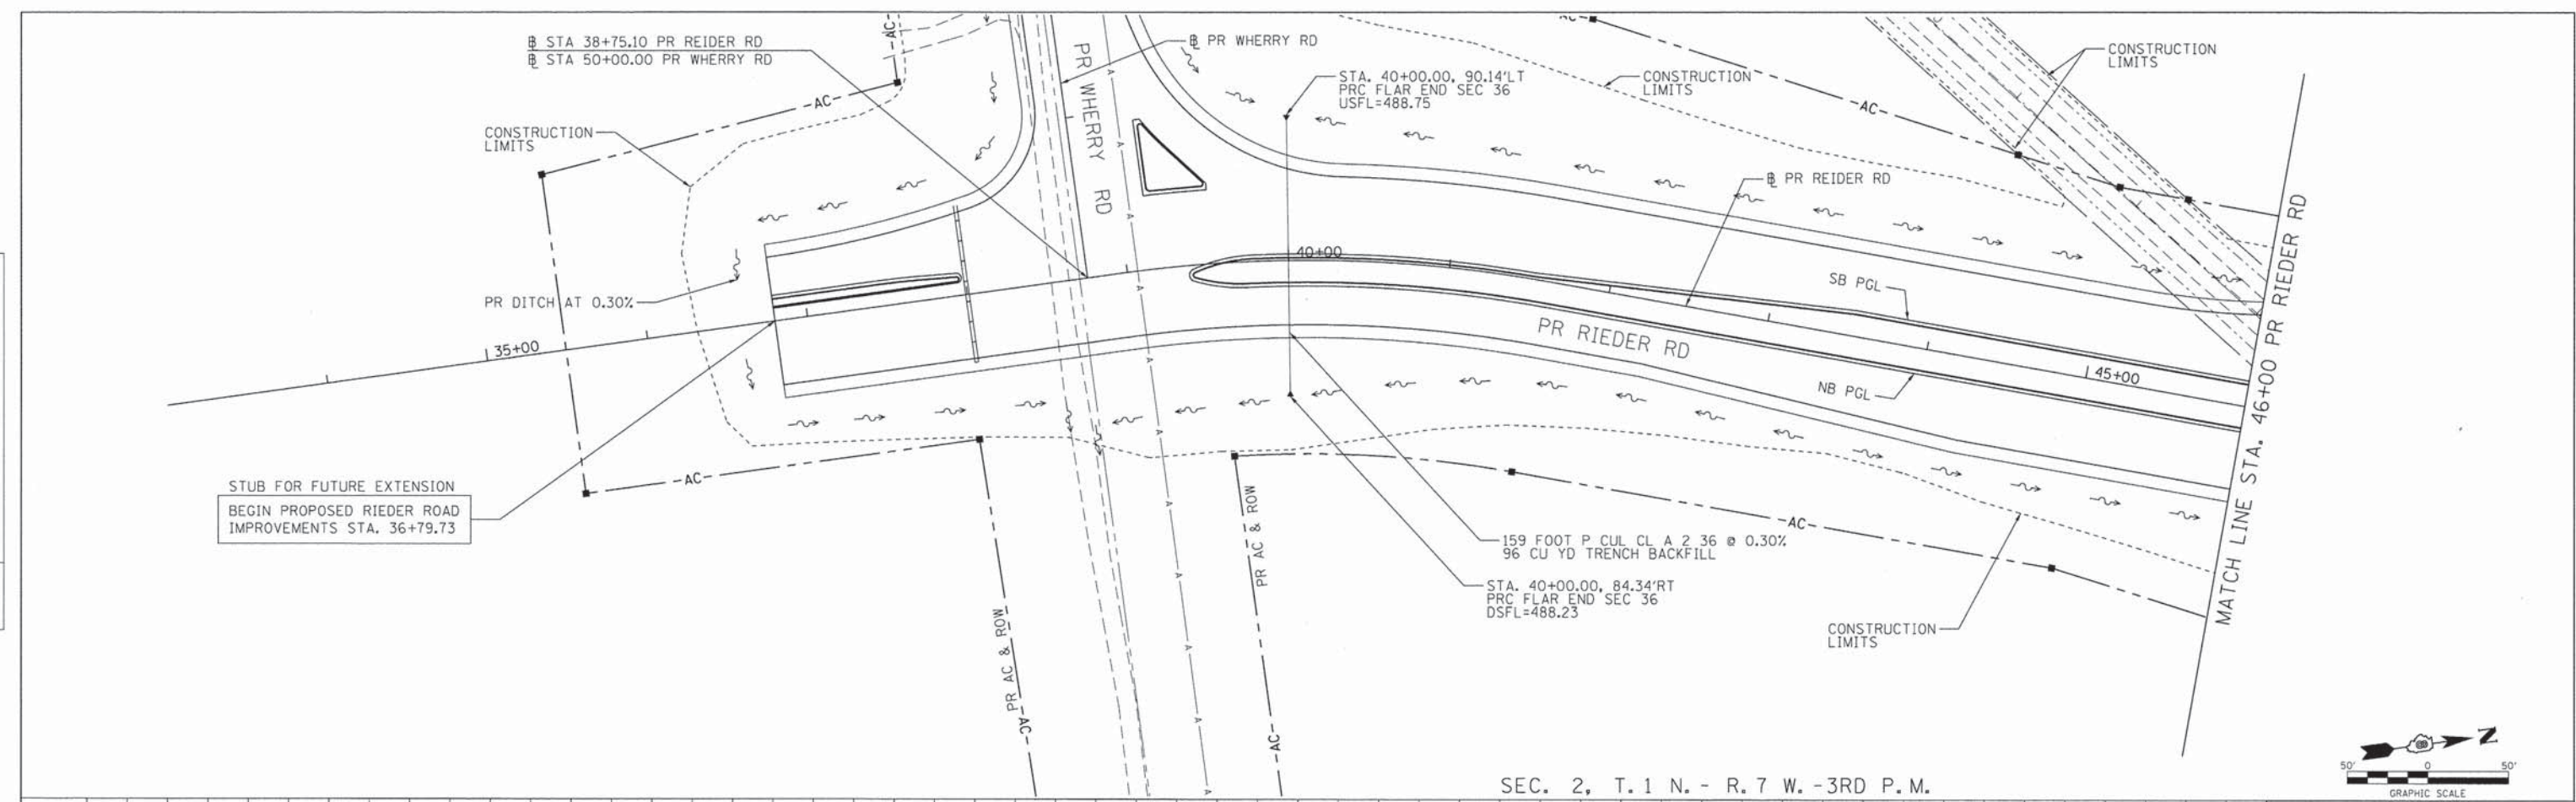 ℄ STA 38+75.10 PR REIDER RD
℄ STA 50+00.00 PR WHERRY RD
CONSTRUCTION
LIMITS
AC
AC
PR WHERRY RD
℄ PR WHERRY RD
STA. 40+00.00, 90.14'LT
PRC FLAR END SEC 36
USFL=488.75
CONSTRUCTION
LIMITS
AC
AC
CONSTRUCTION
LIMITS
℄ PR REIDER RD
40+00
SB PGL
PR RIEDER RD
NB PGL
45+00
MATCH LINE STA. 46+00 PR RIEDER RD
PR DITCH AT 0.30%
35+00
STUB FOR FUTURE EXTENSION
BEGIN PROPOSED RIEDER ROAD
IMPROVEMENTS STA. 36+79.73
AC
PR AC & ROW
AC
PR AC & ROW
AC
AC
A
A
A
A
A
A
A
A
A
A
A
159 FOOT P CUL CL A 2 36 @ 0.30%
96 CU YD TRENCH BACKFILL
STA. 40+00.00, 84.34'RT
PRC FLAR END SEC 36
DSFL=488.23
CONSTRUCTION
LIMITS
SEC. 2, T. 1 N. - R. 7 W. -3RD P.M.
Z
50' 0 50'
GRAPHIC SCALE